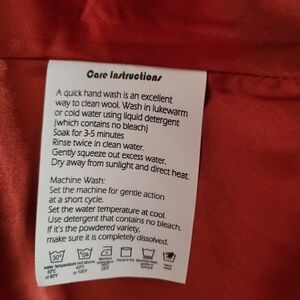 Care Instructions
A quick hand wash is an excellent
way to clean wool. Wash in lukewarm
or cold water using liquid detergent
(which contains no bleach)
Soak for 3-5 minutes
Rinse twice in clean water.
Gently squeeze out excess water,
Dry away from sunlight and direct heat.
Machine Wash:
Set the machine for gentle action
at a short cycle.
Set the water temperature at cool.
Use detergent that contains no bleach.
If it's the powdered variety,
make sure it is completely dissolved.